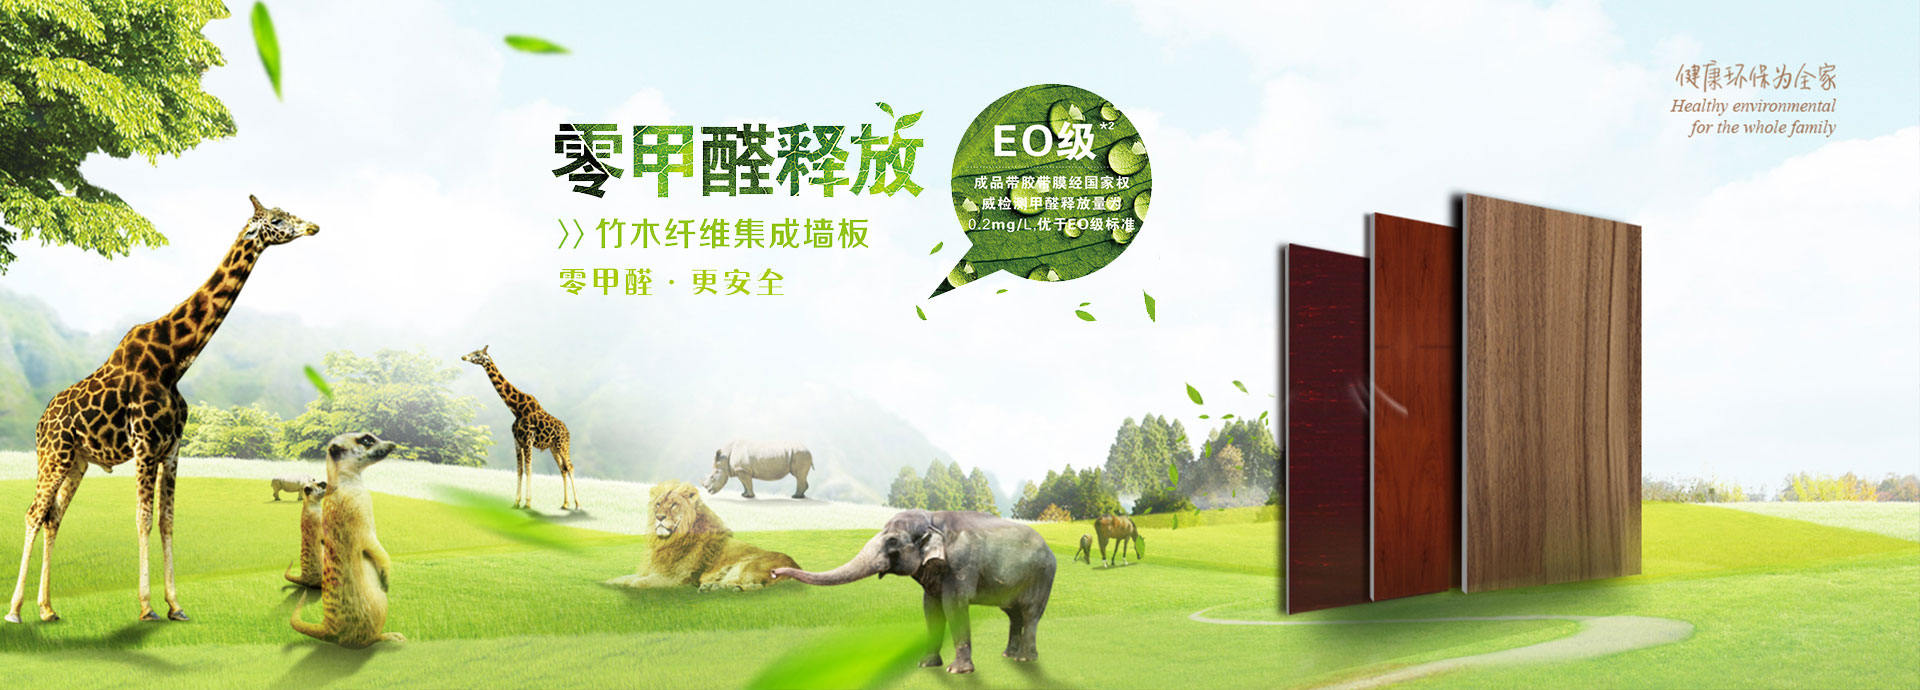 零甲醛释放
>> 竹木纤维集成墙板
零甲醛·更安全
EO级*2
成品带胶带膜经国家权
威检测甲醛释放量为
0.2mg/L,优于EO级标准
健康环保为全家
Healthy environmental
for the whole family